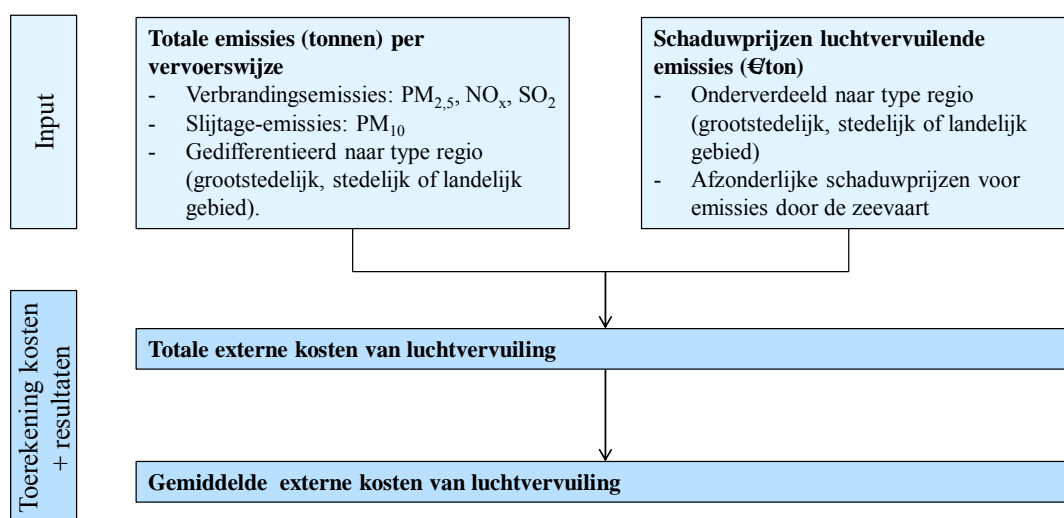 Input
Totale emissies (tonnen) per
vervoerswijze
- Verbrandingsemissies: PM2,5, NOx, SO2
- Slijtage-emissies: PM10
- Gedifferentieerd naar type regio
(grootstedelijk, stedelijk of landelijk
gebied).
Schaduwprijzen luchtvervuilende
emissies (€/ton)
- Onderverdeeld naar type regio
(grootstedelijk, stedelijk of landelijk
gebied)
- Afzonderlijke schaduwprijzen voor
emissies door de zeevaart
Toerekening kosten
+ resultaten
Totale externe kosten van luchtvervuiling
Gemiddelde externe kosten van luchtvervuiling